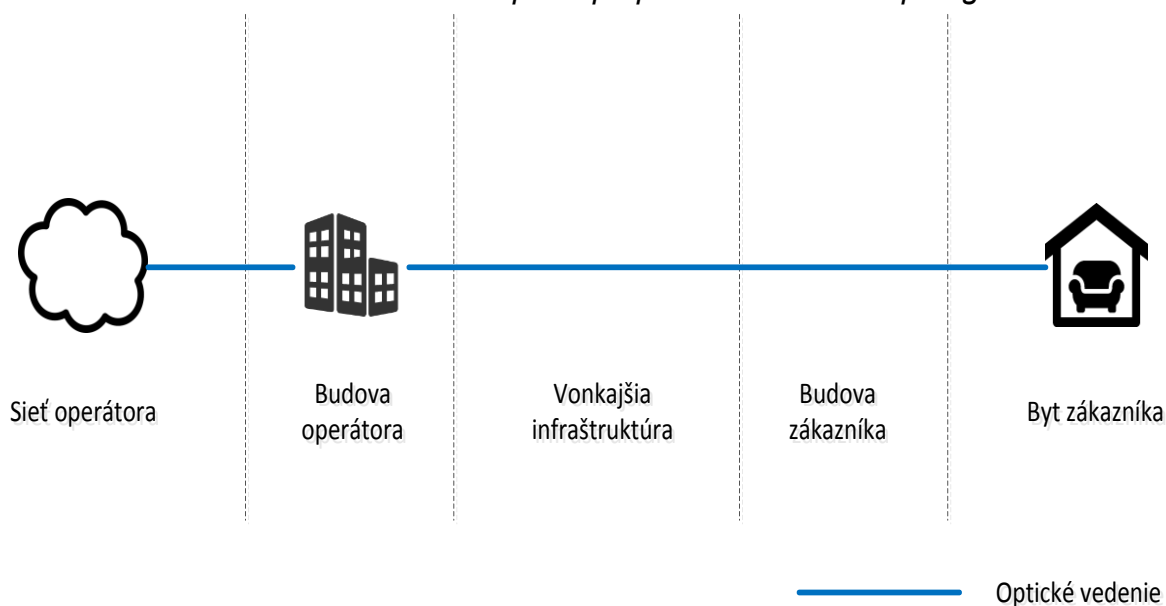 Sieť operátora
Budova
operátora
Vonkajšia
infraštruktúra
Budova
zákazníka
Byt zákazníka
Optické vedenie